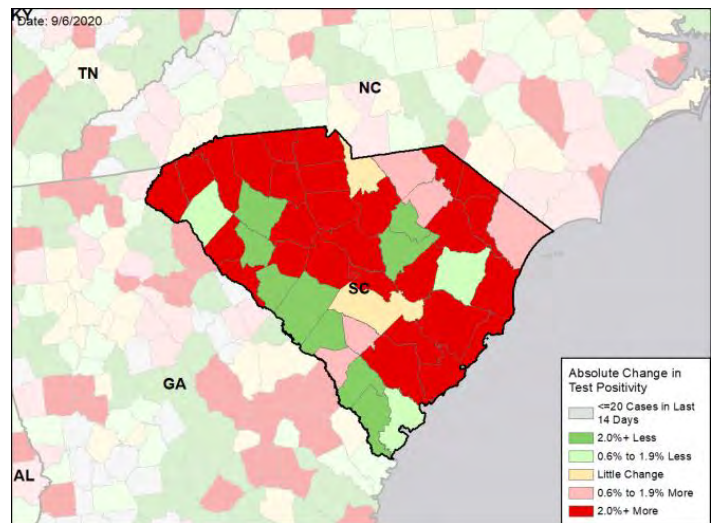 KY
Date: 9/6/2020
TN
NC
SC
GA
AL
Absolute Change in
Test Positivity
<=20 Cases in Last
14 Days
2.0%+ Less
0.6% to 1.9% Less
Little Change
0.6% to 1.9% More
2.0%+ More